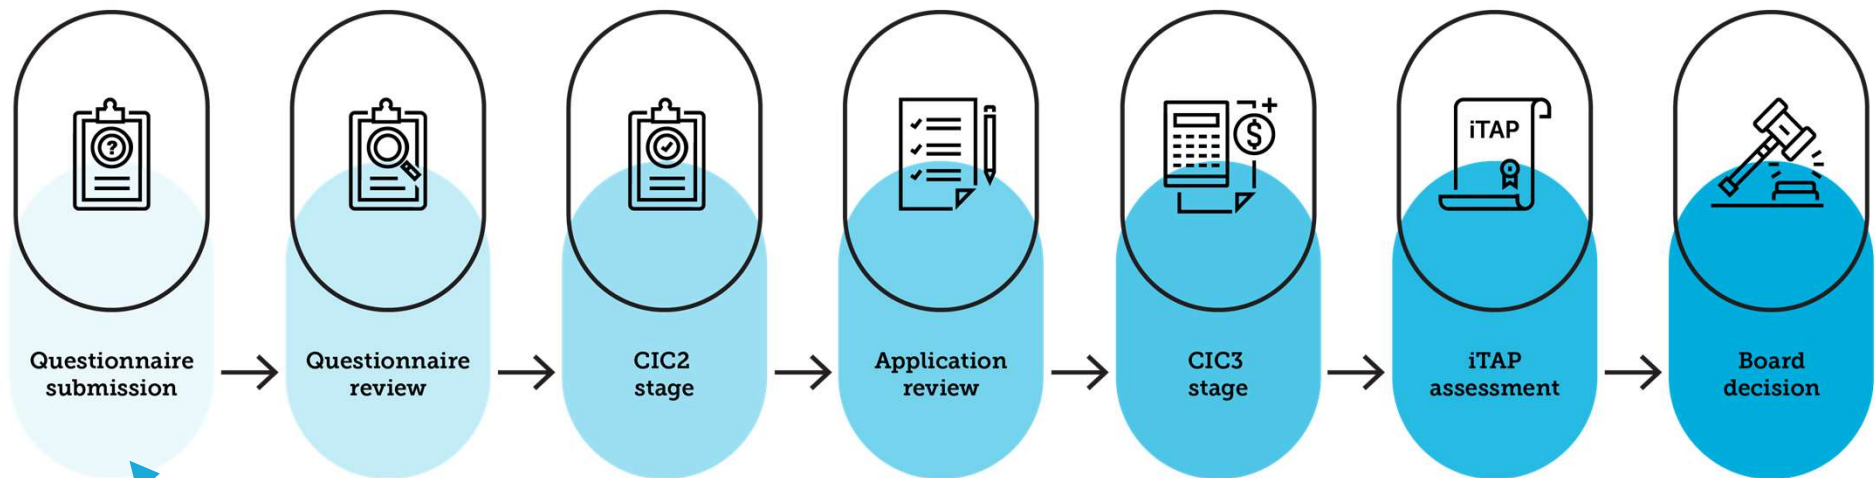 iTAP
Questionnaire
submission
Questionnaire
review
CIC2
stage
Application
review
CIC3
stage
iTAP
assessment
Board
decision